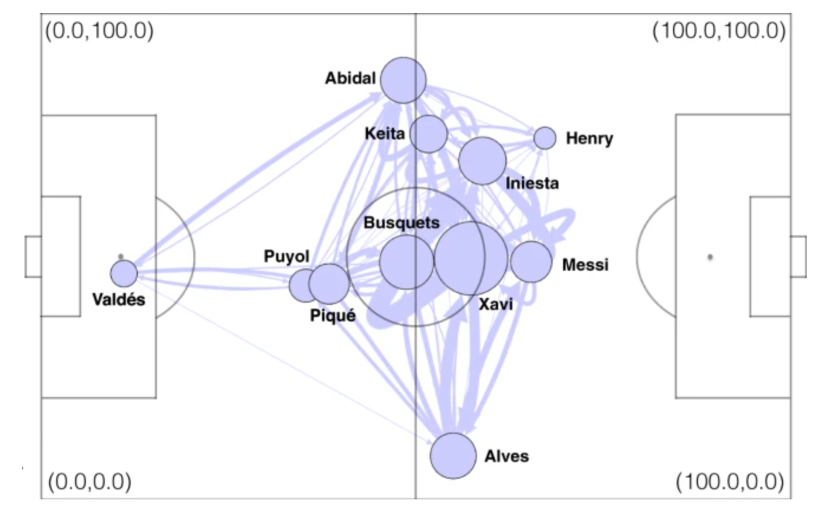 (0.0,100.0)
(100.0,100.0)
Abidal
Keita
Henry
Iniesta
Busquets
Puyol
Messi
Valdés
Xavi
Piqué
Alves
(0.0,0.0)
(100.0,0.0)